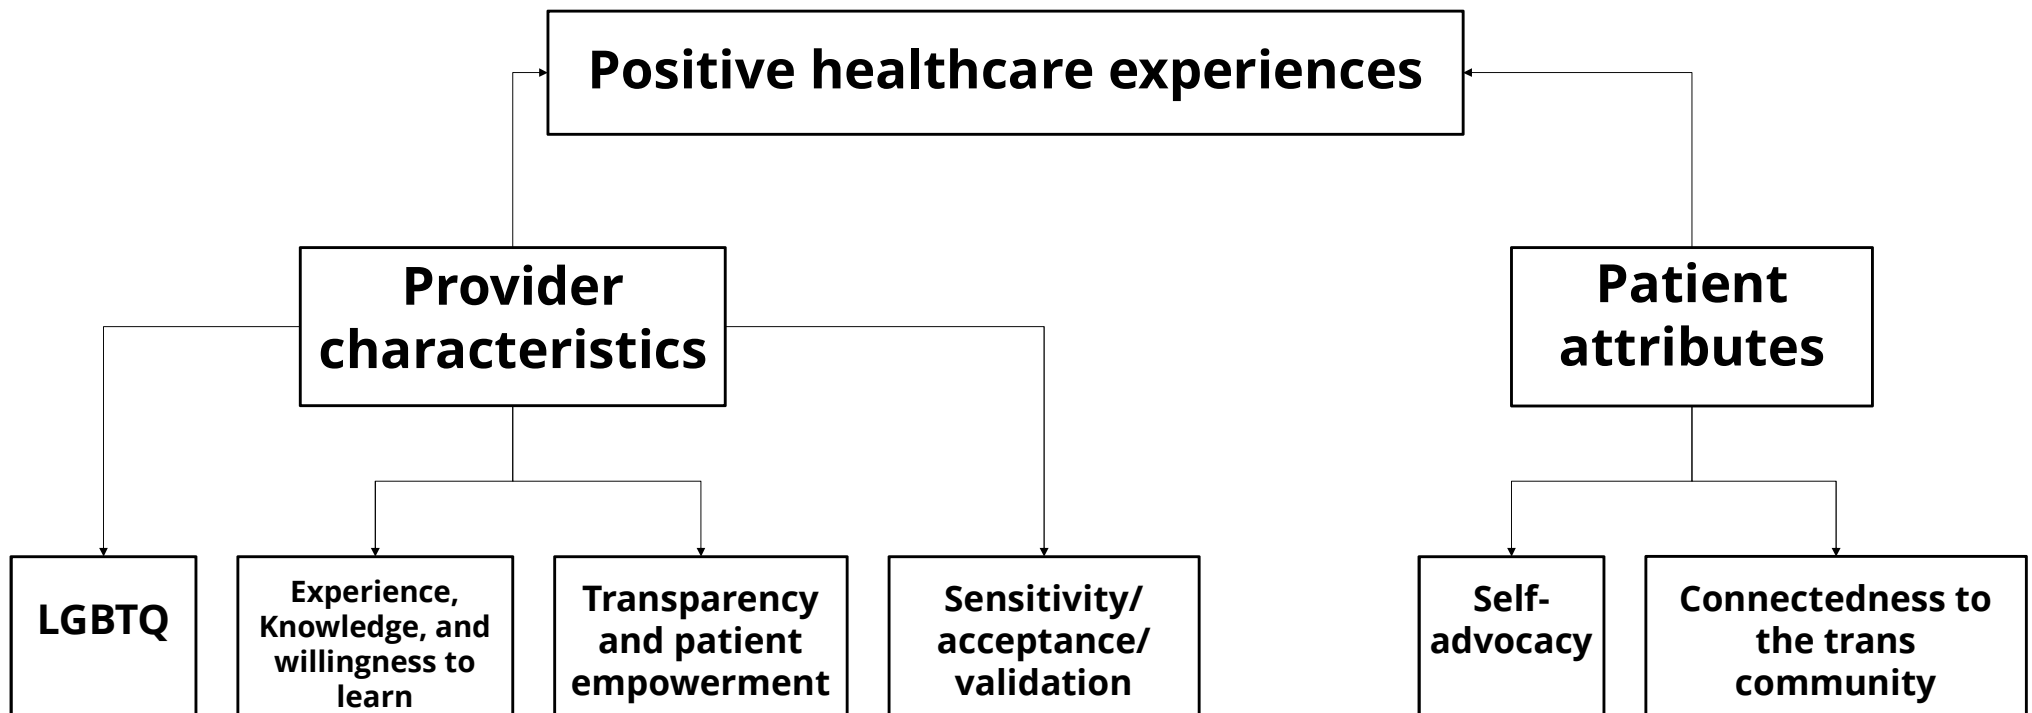 Positive healthcare experiences
Provider
characteristics
Patient
attributes
LGBTQ
Experience,
Knowledge, and
willingness to
learn
Transparency
and patient
empowerment
Sensitivity/
acceptance/
validation
Self-
advocacy
Connectedness to
the trans
community